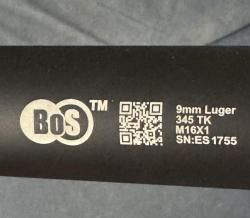 BoS™
9mm Luger
345 TK
M16X1
SN:ES1755